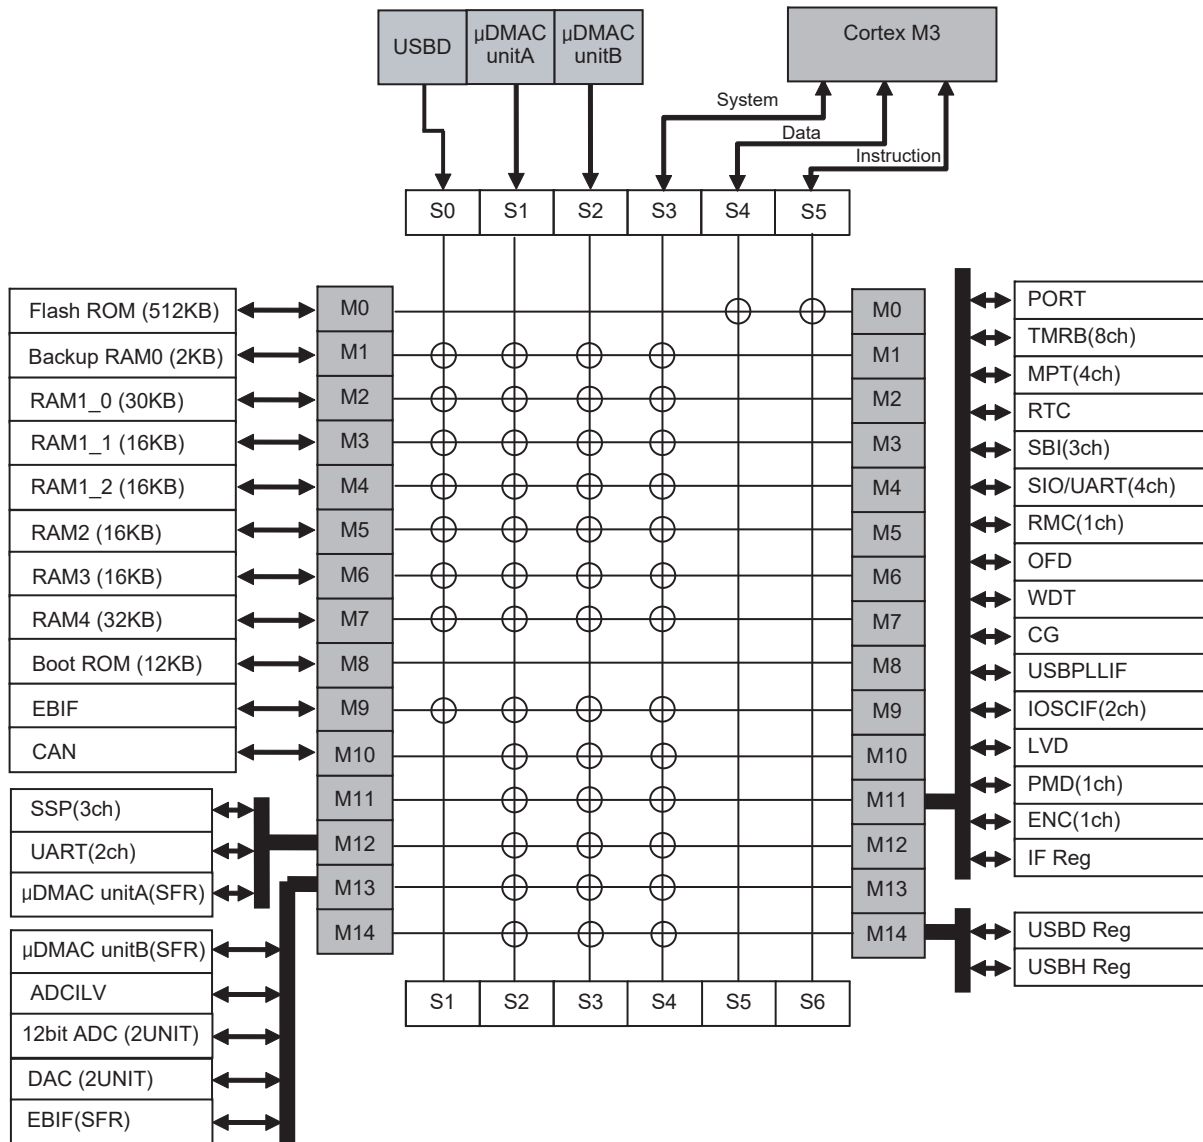 USBD
µDMAC
unitA
µDMAC
unitB
Cortex M3
System
Data
Instruction
S0 S1 S2 S3 S4 S5
Flash ROM (512KB) M0 M0 PORT
Backup RAM0 (2KB) M1 M1 TMRB(8ch)
RAM1_0 (30KB) M2 M2 MPT(4ch)
RAM1_1 (16KB) M3 M3 RTC
RAM1_2 (16KB) M4 M4 SBI(3ch)
RAM2 (16KB) M5 M5 SIO/UART(4ch)
RAM3 (16KB) M6 M6 RMC(1ch)
RAM4 (32KB) M7 M7 OFD
Boot ROM (12KB) M8 M8 WDT
EBIF M9 M9 CG
CAN M10 M10 USBPLLIF
SSP(3ch) M11 M11 IOSCIF(2ch)
UART(2ch) M12 M12 LVD
µDMAC unitA(SFR) M13 M13 PMD(1ch)
M14 M14 ENC(1ch)
IF Reg
µDMAC unitB(SFR) USBD Reg
ADCILV USBH Reg
12bit ADC (2UNIT)
DAC (2UNIT)
EBIF(SFR)
S1 S2 S3 S4 S5 S6